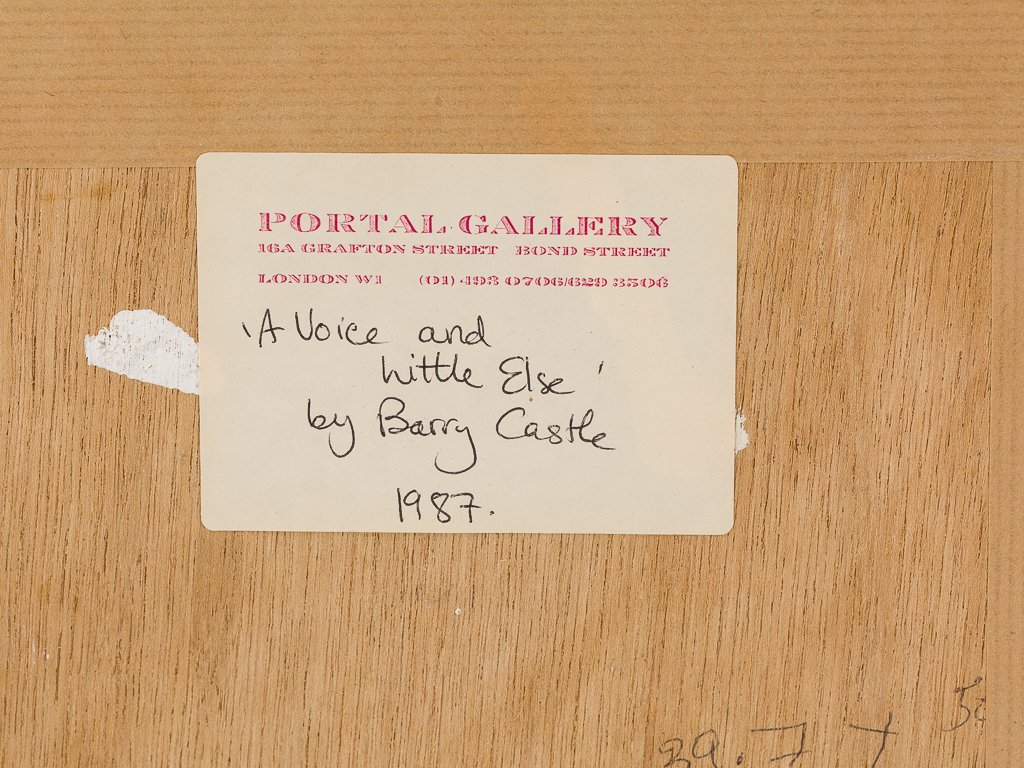 PORTAL GALLERY
16A GRAFTON STREET BOND STREET
LONDON W1 (01) 493 0706/629 3506
'A Voice and
Little Else'
by Barry Castle
1987.